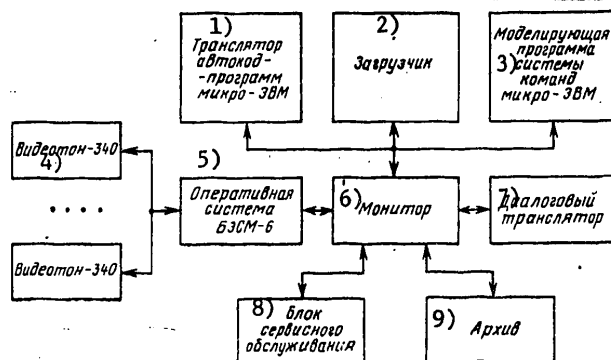 1)
Транслятор
автокод-
-программ
микро-ЭВМ
2)
Загрузчик
Моделирующая
программа
3) системы
команд
микро-ЭВМ
Видеотон-340
4)
....
Видеотон-340
5)
Оперативная
система
БЭСМ-6
6) Монитор
7) Диалоговый
транслятор
8) Блок
сервисного
обслуживания
9) Архив